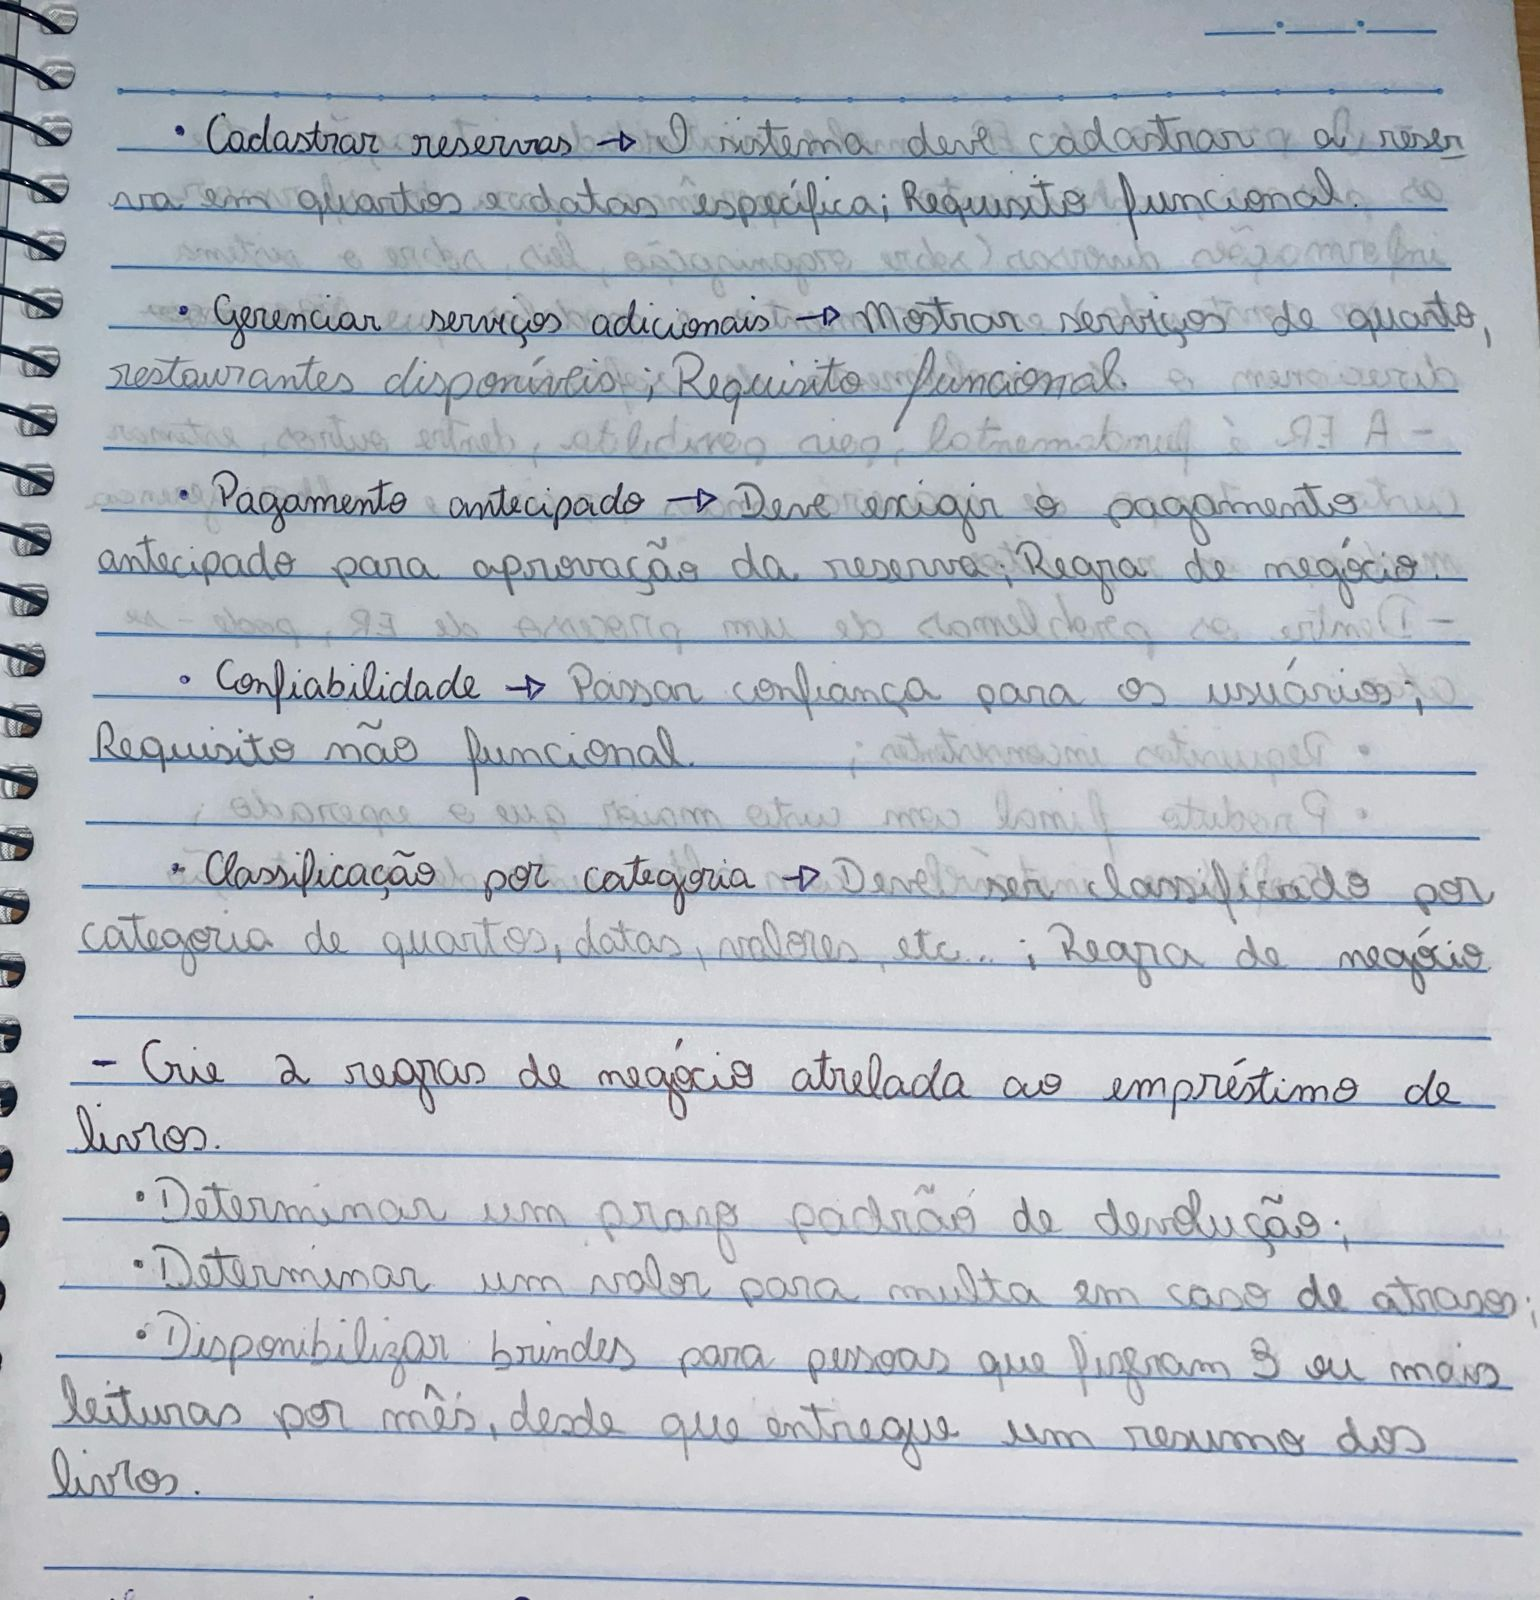 • Cadastrar reservas → O sistema deve cadastrar a reser
va em quartos e datas específica; Requisito funcional.
• Gerenciar serviços adicionais → Mostrar serviços de quarto,
restaurantes disponíveis; Requisito funcional.
• Pagamento antecipado → Deve exigir o pagamento
antecipado para aprovação da reserva; Regra de negócio.
• Confiabilidade → Passar confiança para os usuários;
Requisito não funcional.
• Classificação por categoria → Deve ser classificado por
categoria de quartos, datas, valores, etc...; Regra de negócio
- Crie 2 regras de negócio atrelada ao empréstimo de
livros.
• Determinar um prazo padrão de devolução;
• Determinar um valor para multa em caso de atrasos;
• Disponibilizar brindes para pessoas que fizeram 3 ou mais
leituras por mês, desde que entregue um resumo dos
livros.